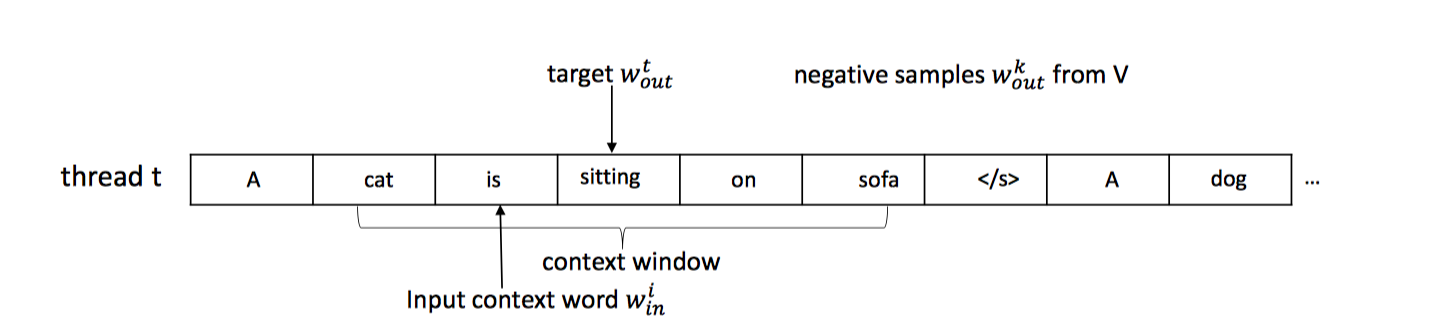 target w^t_out negative samples w^k_out from V
thread t A cat is sitting on sofa </s> A dog ...
context window
Input context word w^i_in